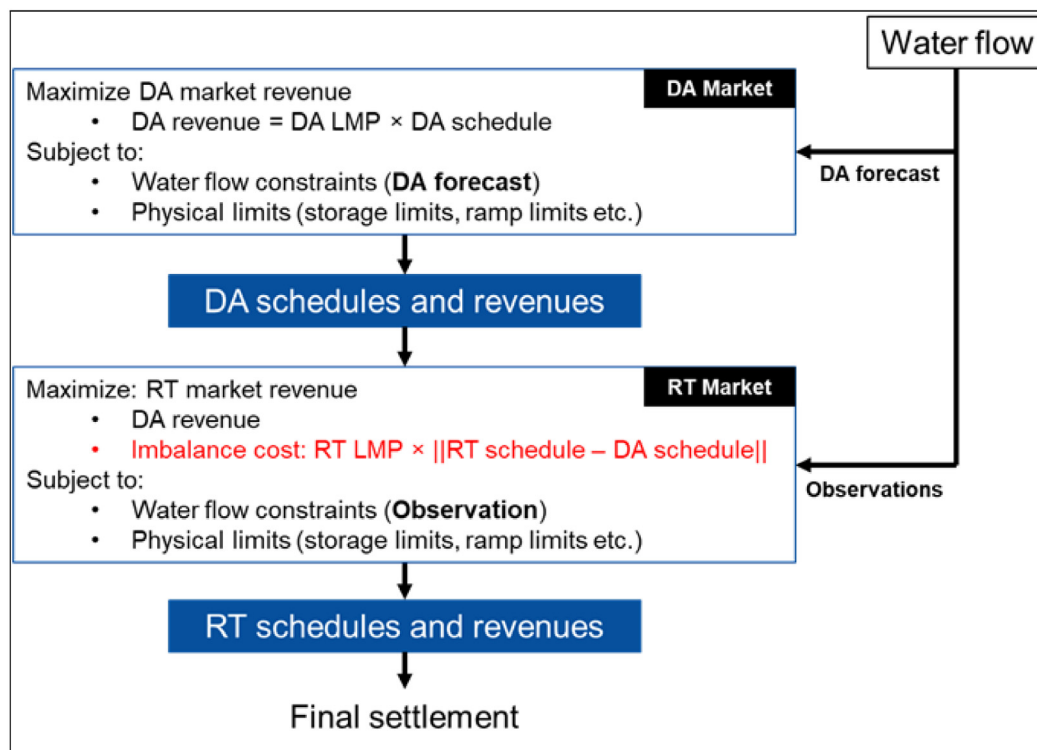 Water flow
DA Market
Maximize DA market revenue
• DA revenue = DA LMP × DA schedule
Subject to:
• Water flow constraints (DA forecast)
• Physical limits (storage limits, ramp limits etc.)
DA forecast
DA schedules and revenues
RT Market
Maximize: RT market revenue
• DA revenue
• Imbalance cost: RT LMP × ||RT schedule – DA schedule||
Subject to:
• Water flow constraints (Observation)
• Physical limits (storage limits, ramp limits etc.)
Observations
RT schedules and revenues
Final settlement